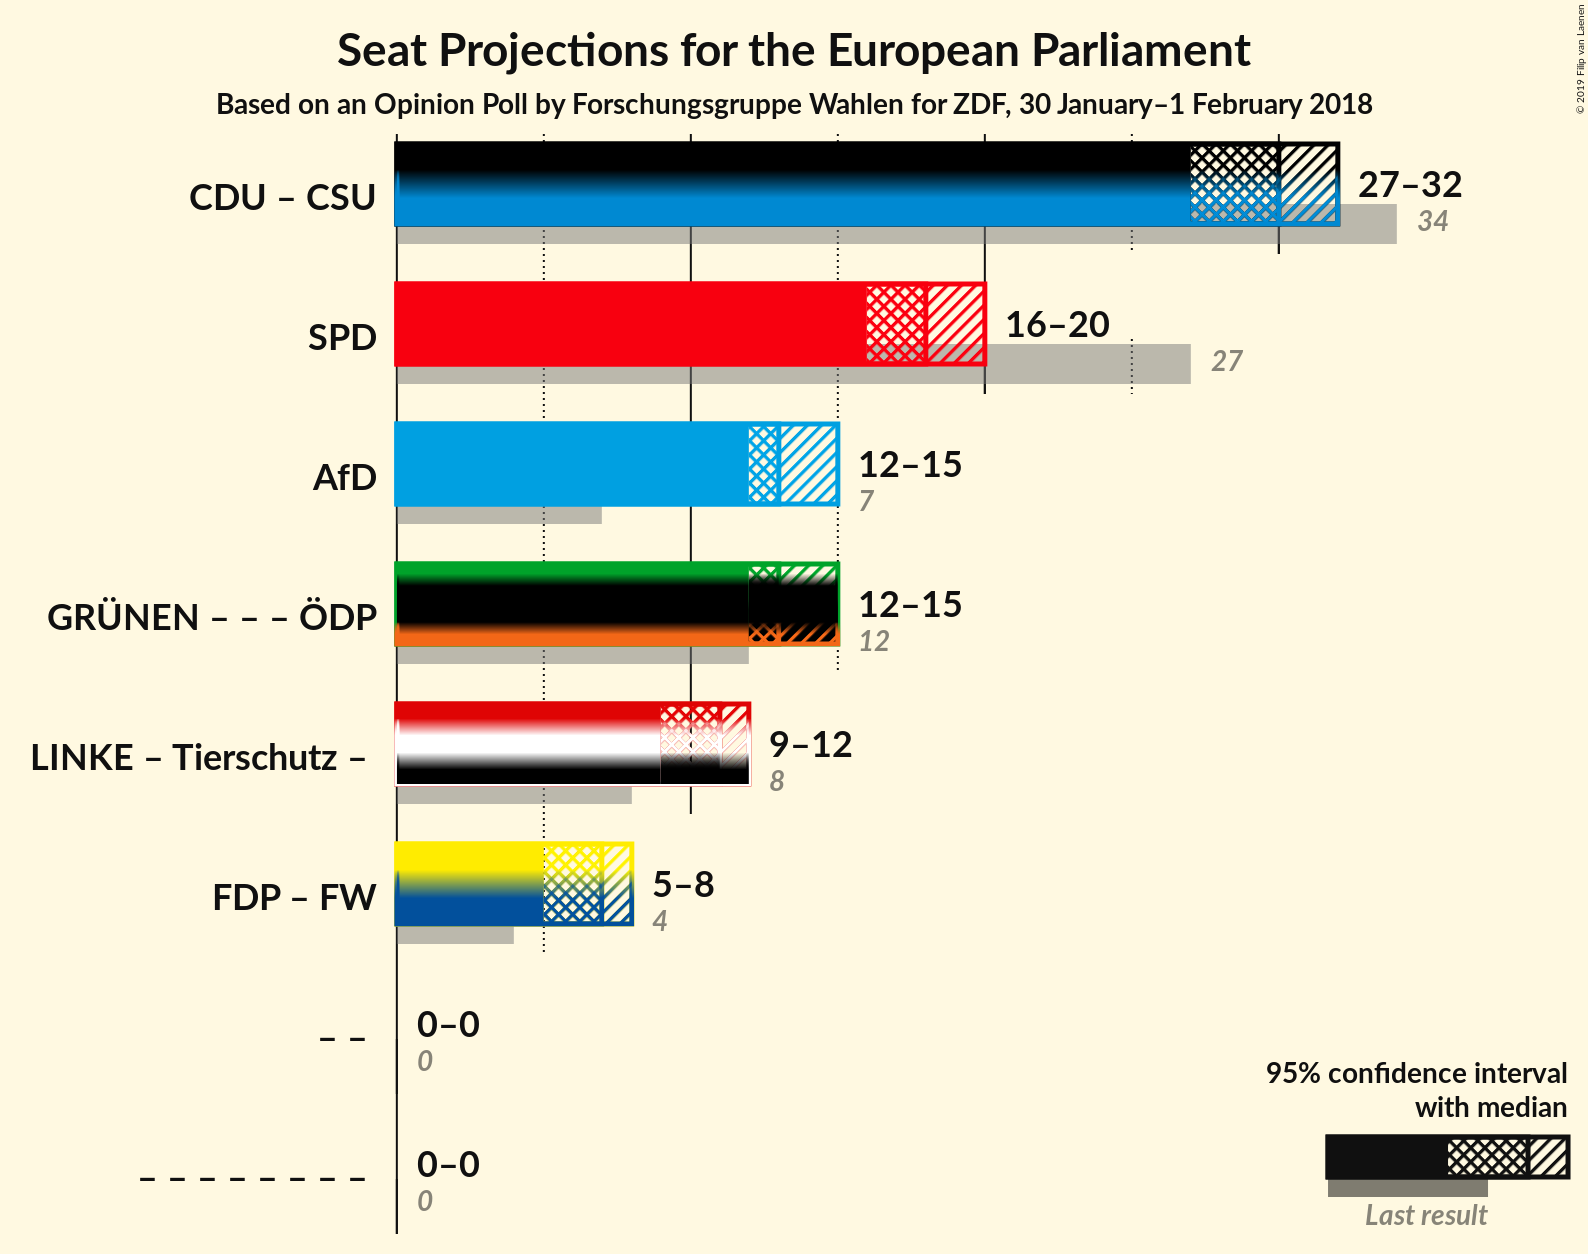 Seat Projections for the European Parliament
Based on an Opinion Poll by Forschungsgruppe Wahlen for ZDF, 30 January–1 February 2018
© 2019 Filip van Laenen
CDU – CSU
27–32
34
SPD
16–20
27
AfD
12–15
7
GRÜNEN – – – ÖDP
12–15
12
LINKE – Tierschutz –
9–12
8
FDP – FW
5–8
4
– –
0–0
0
– – – – – – – –
0–0
0
95% confidence interval
with median
Last result